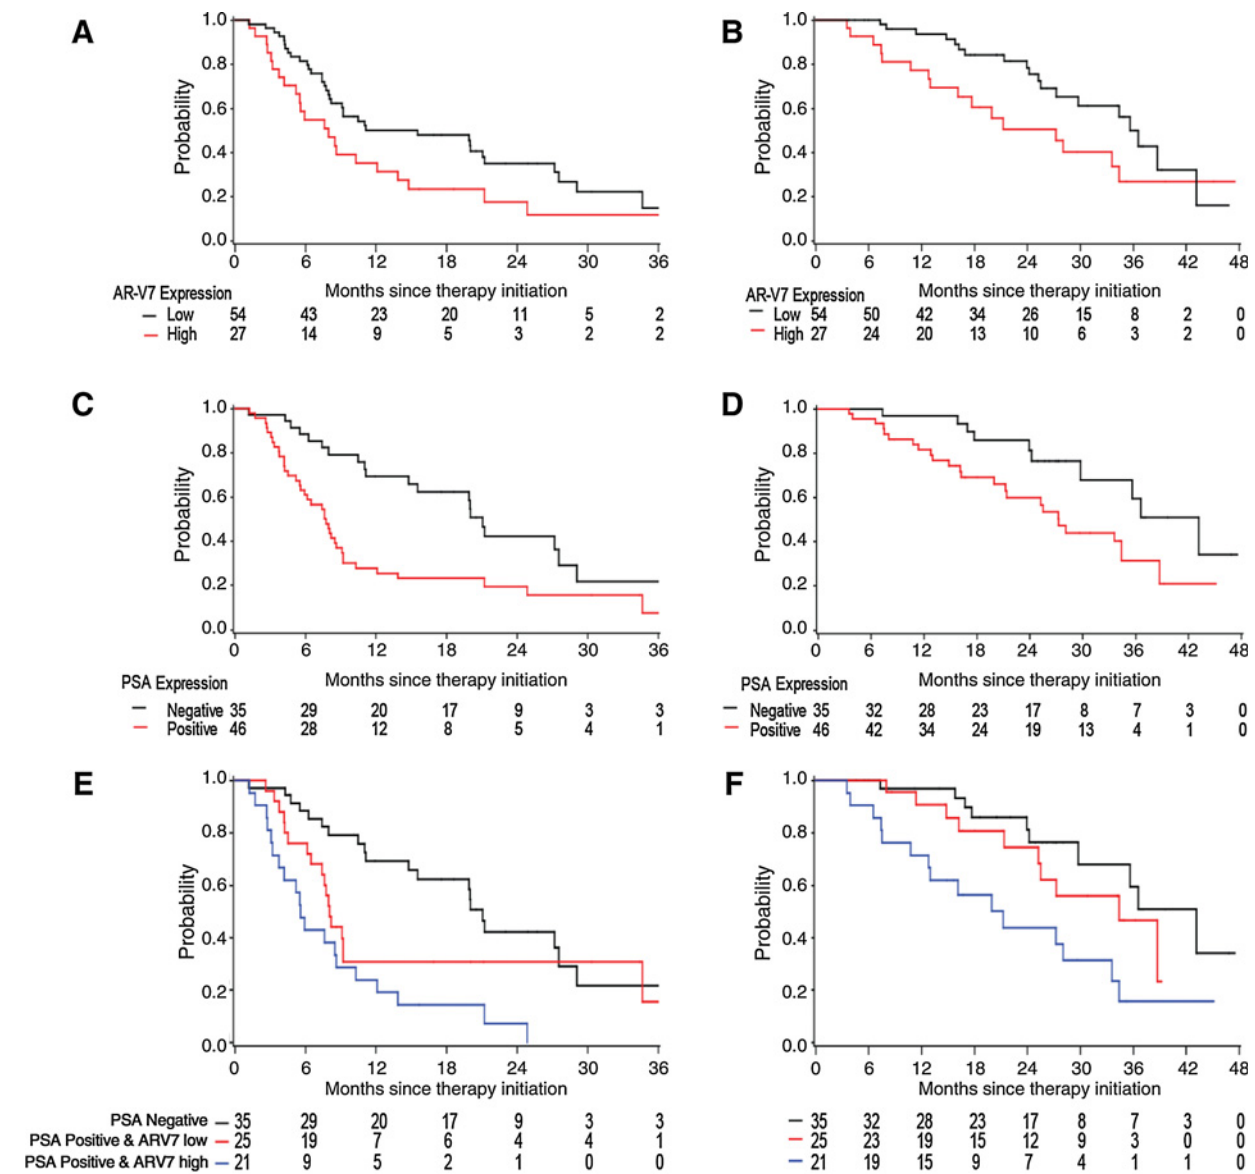 A
B
1.0
0.8
0.6
0.4
0.2
0.0
Probability
0 6 12 18 24 30 36
Months since therapy initiation
AR-V7 Expression
Low 54 43 23 20 11 5 2
High 27 14 9 5 3 2 2
1.0
0.8
0.6
0.4
0.2
0.0
Probability
0 6 12 18 24 30 36 42 48
Months since therapy initiation
AR-V7 Expression
Low 54 50 42 34 26 15 8 2 0
High 27 24 20 13 10 6 3 2 0
C
D
1.0
0.8
0.6
0.4
0.2
0.0
Probability
0 6 12 18 24 30 36
Months since therapy initiation
PSA Expression
Negative 35 29 20 17 9 3 3
Positive 46 28 12 8 5 4 1
1.0
0.8
0.6
0.4
0.2
0.0
Probability
0 6 12 18 24 30 36 42 48
Months since therapy initiation
PSA Expression
Negative 35 32 28 23 17 8 7 3 0
Positive 46 42 34 24 19 13 4 1 0
E
F
1.0
0.8
0.6
0.4
0.2
0.0
Probability
0 6 12 18 24 30 36
Months since therapy initiation
PSA Negative 35 29 20 17 9 3 3
PSA Positive & ARV7 low 25 19 7 6 4 4 1
PSA Positive & ARV7 high 21 9 5 2 1 0 0
1.0
0.8
0.6
0.4
0.2
0.0
Probability
0 6 12 18 24 30 36 42 48
Months since therapy initiation
35 32 28 23 17 8 7 3 0
25 23 19 15 12 9 3 0 0
21 19 15 9 7 4 1 1 0